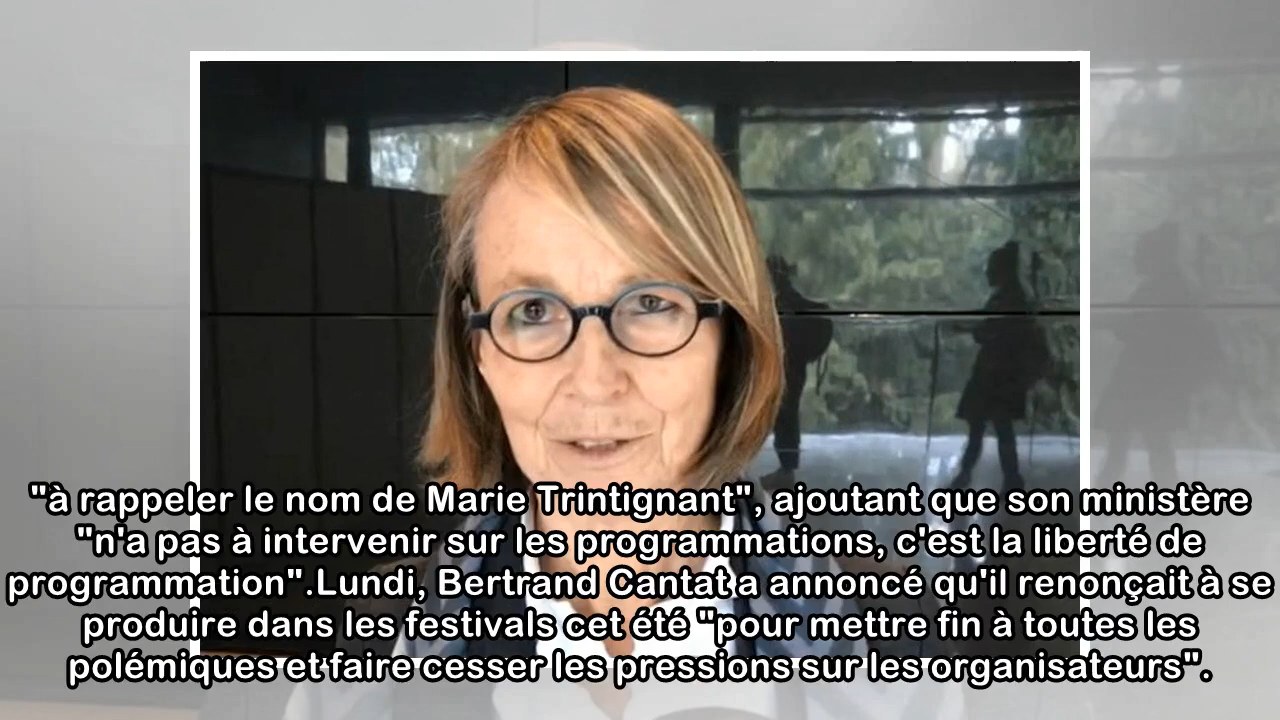 "à rappeler le nom de Marie Trintignant", ajoutant que son ministère
"n'a pas à intervenir sur les programmations, c'est la liberté de
programmation".Lundi, Bertrand Cantat a annoncé qu'il renonçait à se
produire dans les festivals cet été "pour mettre fin à toutes les
polémiques et faire cesser les pressions sur les organisateurs".